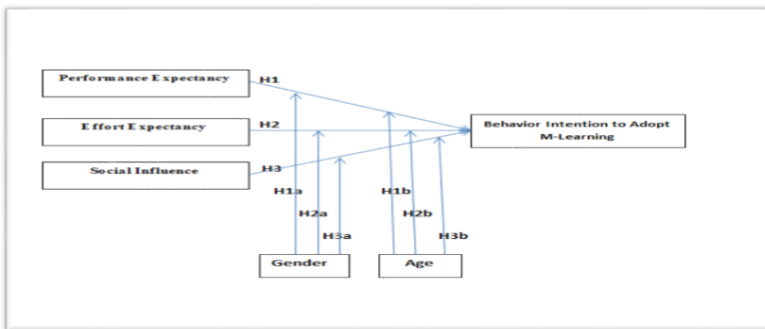 Performance Expectancy
H1
Effort Expectancy
H2
Behavior Intention to Adopt
M-Learning
Social Influence
H3
H1a
H1b
H2a
H2b
H3a
H3b
Gender
Age